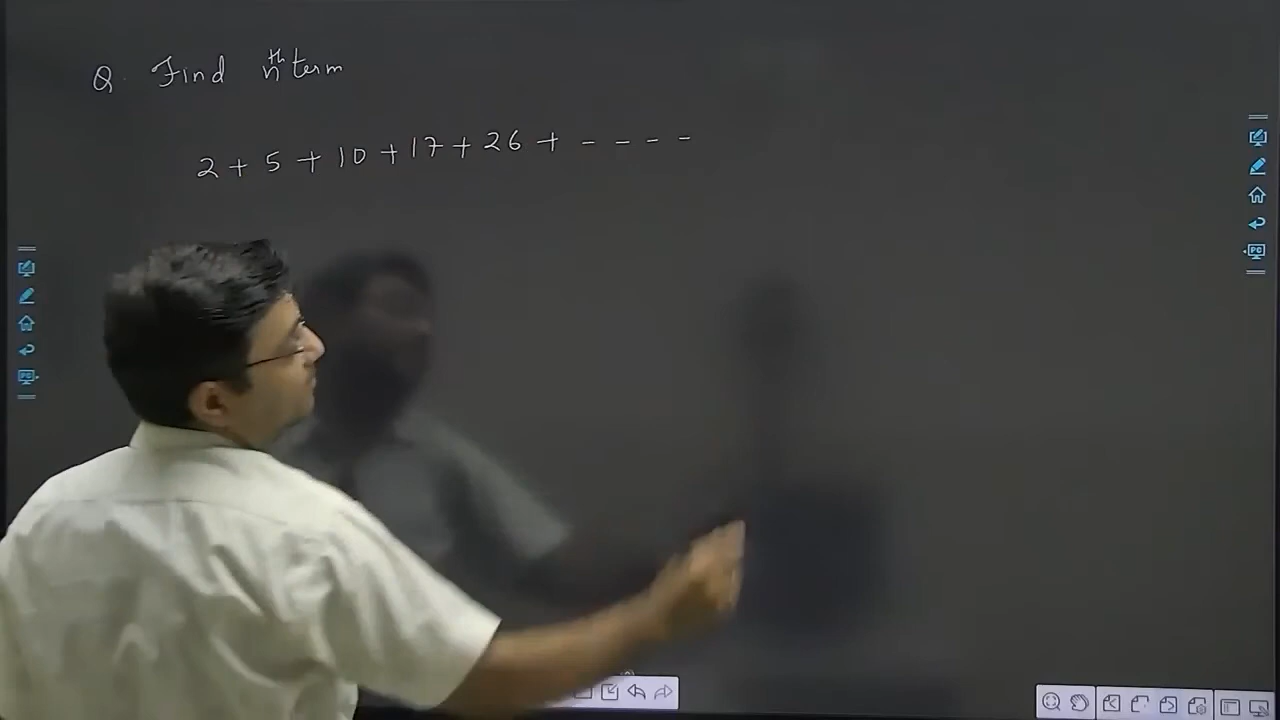 Q. Find nth term
2 + 5 + 10 + 17 + 26 + - - - -